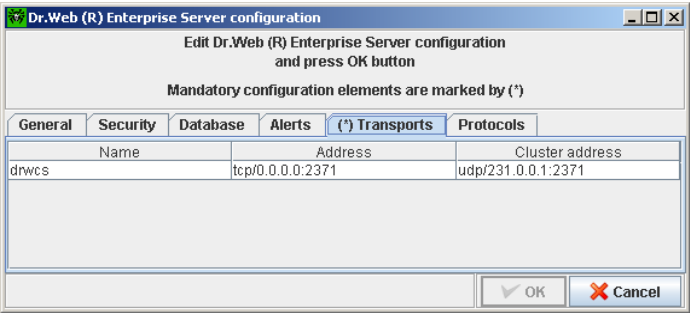 Dr.Web (R) Enterprise Server configuration
Edit Dr.Web (R) Enterprise Server configuration
and press OK button
Mandatory configuration elements are marked by (*)
General Security Database Alerts (*) Transports Protocols
Name Address Cluster address
drwcs tcp/0.0.0.0:2371 udp/231.0.0.1:2371
OK Cancel